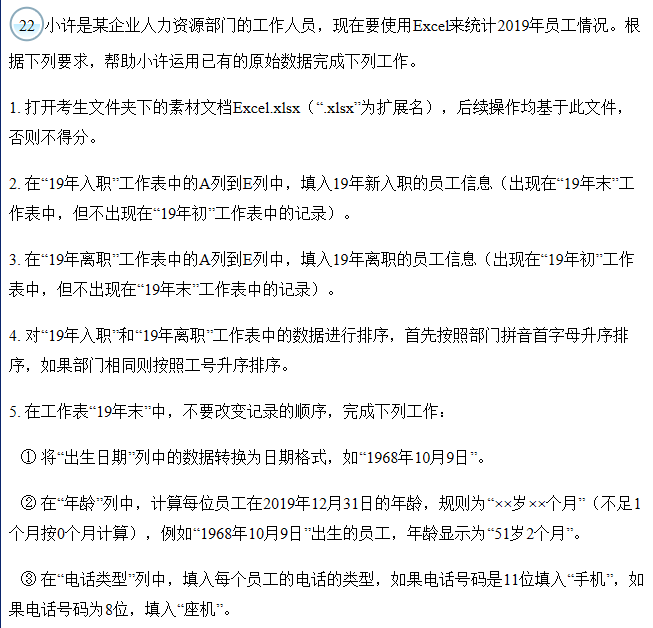 22 小许是某企业人力资源部门的工作人员，现在要使用Excel来统计2019年员工情况。根
据下列要求，帮助小许运用已有的原始数据完成下列工作。
1. 打开考生文件夹下的素材文档Excel.xlsx（“.xlsx”为扩展名），后续操作均基于此文件，
否则不得分。
2. 在“19年入职”工作表中的A列到E列中，填入19年新入职的员工信息（出现在“19年末”工
作表中，但不出现在“19年初”工作表中的记录）。
3. 在“19年离职”工作表中的A列到E列中，填入19年离职的员工信息（出现在“19年初”工作
表中，但不出现在“19年末”工作表中的记录）。
4. 对“19年入职”和“19年离职”工作表中的数据进行排序，首先按照部门拼音首字母升序排
序，如果部门相同则按照工号升序排序。
5. 在工作表“19年末”中，不要改变记录的顺序，完成下列工作：
① 将“出生日期”列中的数据转换为日期格式，如“1968年10月9日”。
② 在“年龄”列中，计算每位员工在2019年12月31日的年龄，规则为“××岁××个月”（不足1
个月按0个月计算），例如“1968年10月9日”出生的员工，年龄显示为“51岁2个月”。
③ 在“电话类型”列中，填入每个员工的电话的类型，如果电话号码是11位填入“手机”，如
果电话号码为8位，填入“座机”。